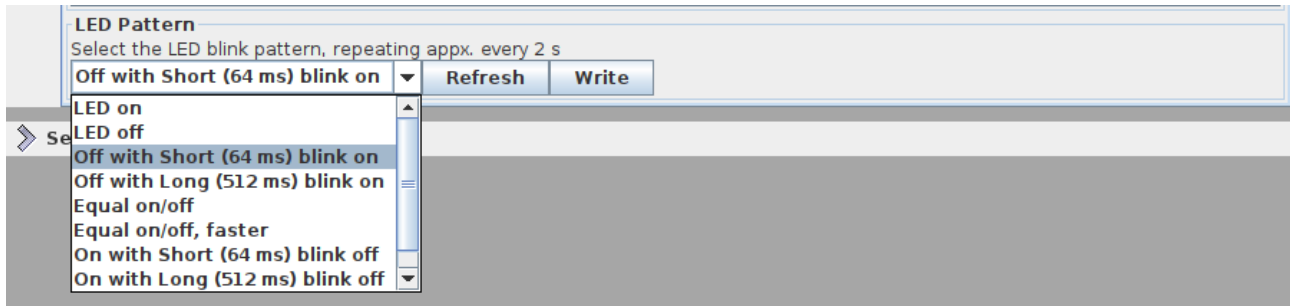 LED Pattern
Select the LED blink pattern, repeating appx. every 2 s
Off with Short (64 ms) blink on Refresh Write
LED on
LED off
Se
Off with Short (64 ms) blink on
Off with Long (512 ms) blink on
Equal on/off
Equal on/off, faster
On with Short (64 ms) blink off
On with Long (512 ms) blink off